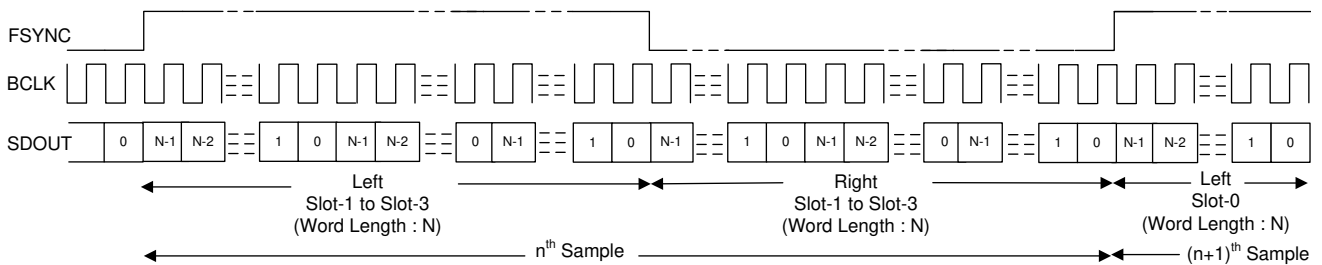 FSYNC
BCLK
SDOUT 0 N-1 N-2 1 0 N-1 N-2 0 N-1 1 0 N-1 1 0 N-1 N-2 0 N-1 1 0 N-1 N-2 1 0
Left Right Left
Slot-1 to Slot-3 Slot-1 to Slot-3 Slot-0
(Word Length : N) (Word Length : N) (Word Length : N)
nth Sample (n+1)th Sample